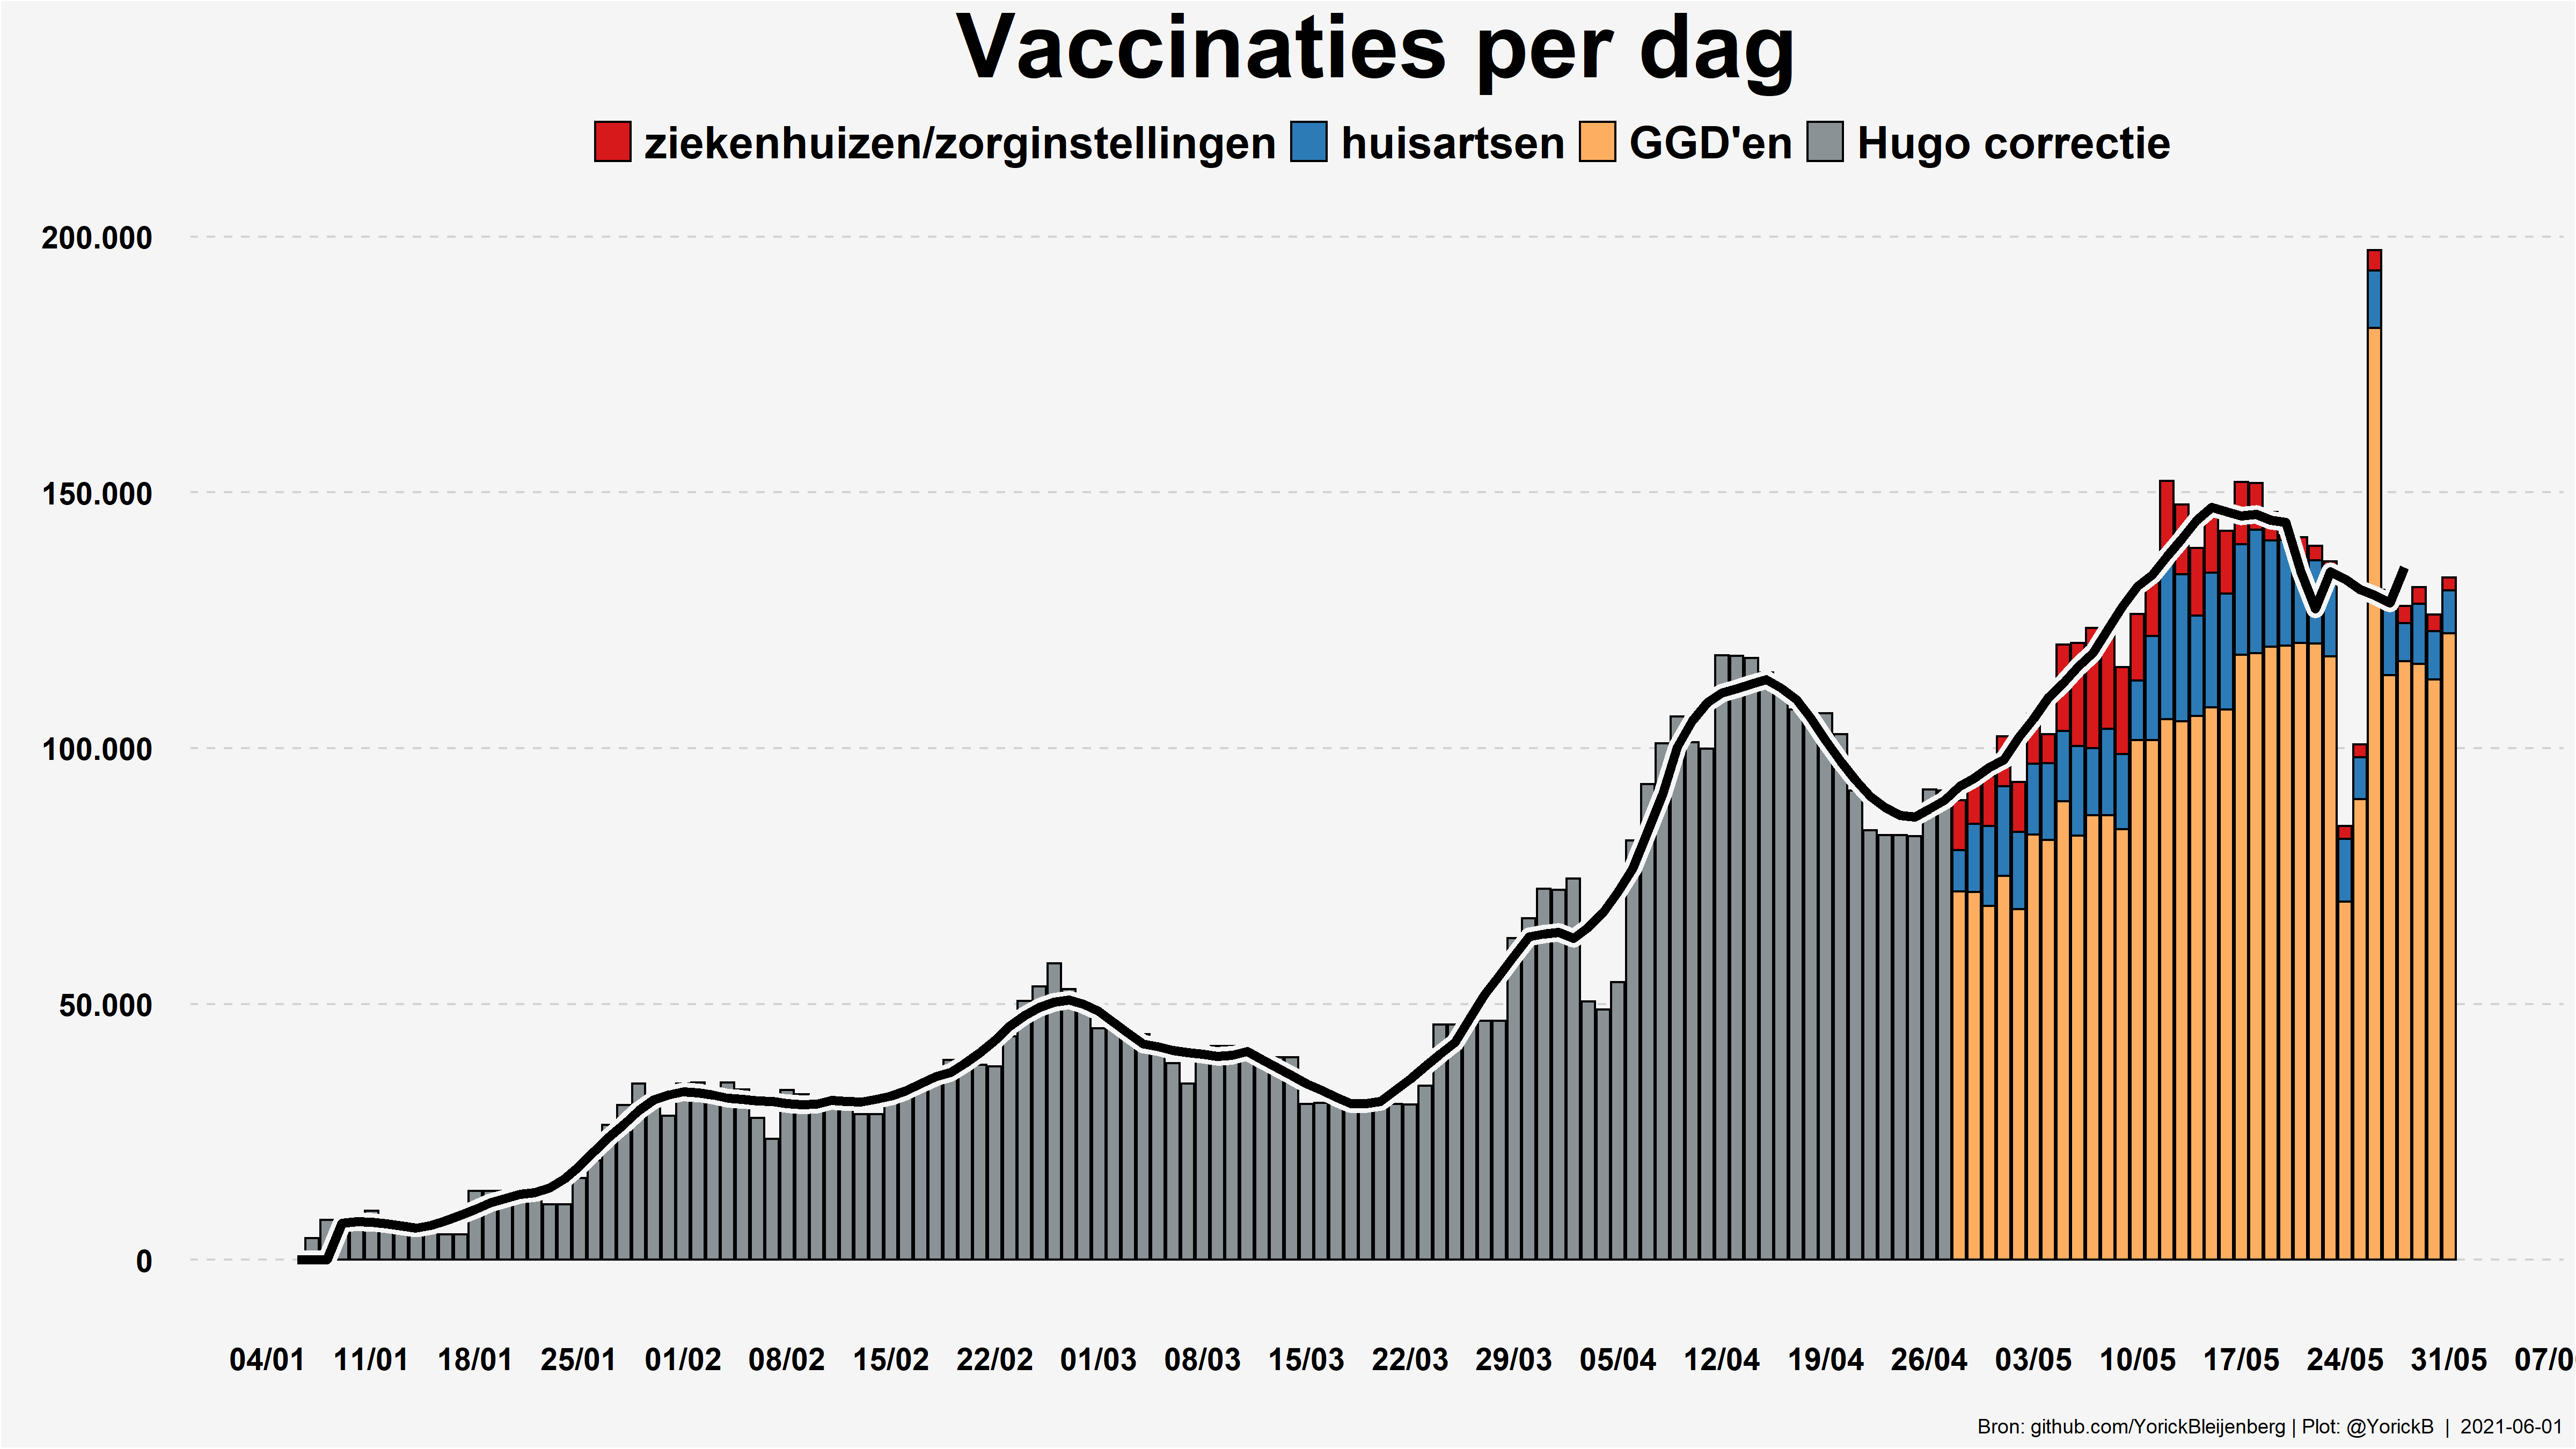 Vaccinaties per dag
ziekenhuizen/zorginstellingen huisartsen GGD'en Hugo correctie
200.000
150.000
100.000
50.000
0
04/01 11/01 18/01 25/01 01/02 08/02 15/02 22/02 01/03 08/03 15/03 22/03 29/03 05/04 12/04 19/04 26/04 03/05 10/05 17/05 24/05 31/05 07/0
Bron: github.com/YorickBleijenberg | Plot: @YorickB | 2021-06-01